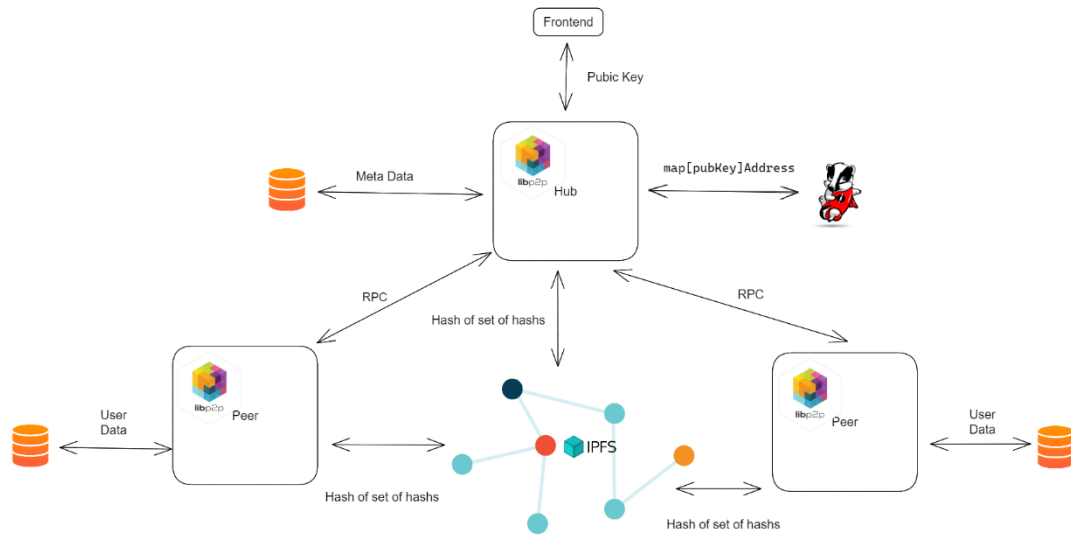 Frontend
Pubic Key
libp2p
Hub
Meta Data
map[pubKey]Address
RPC
RPC
Hash of set of hashs
libp2p
Peer
libp2p
Peer
User
Data
User
Data
IPFS
Hash of set of hashs
Hash of set of hashs